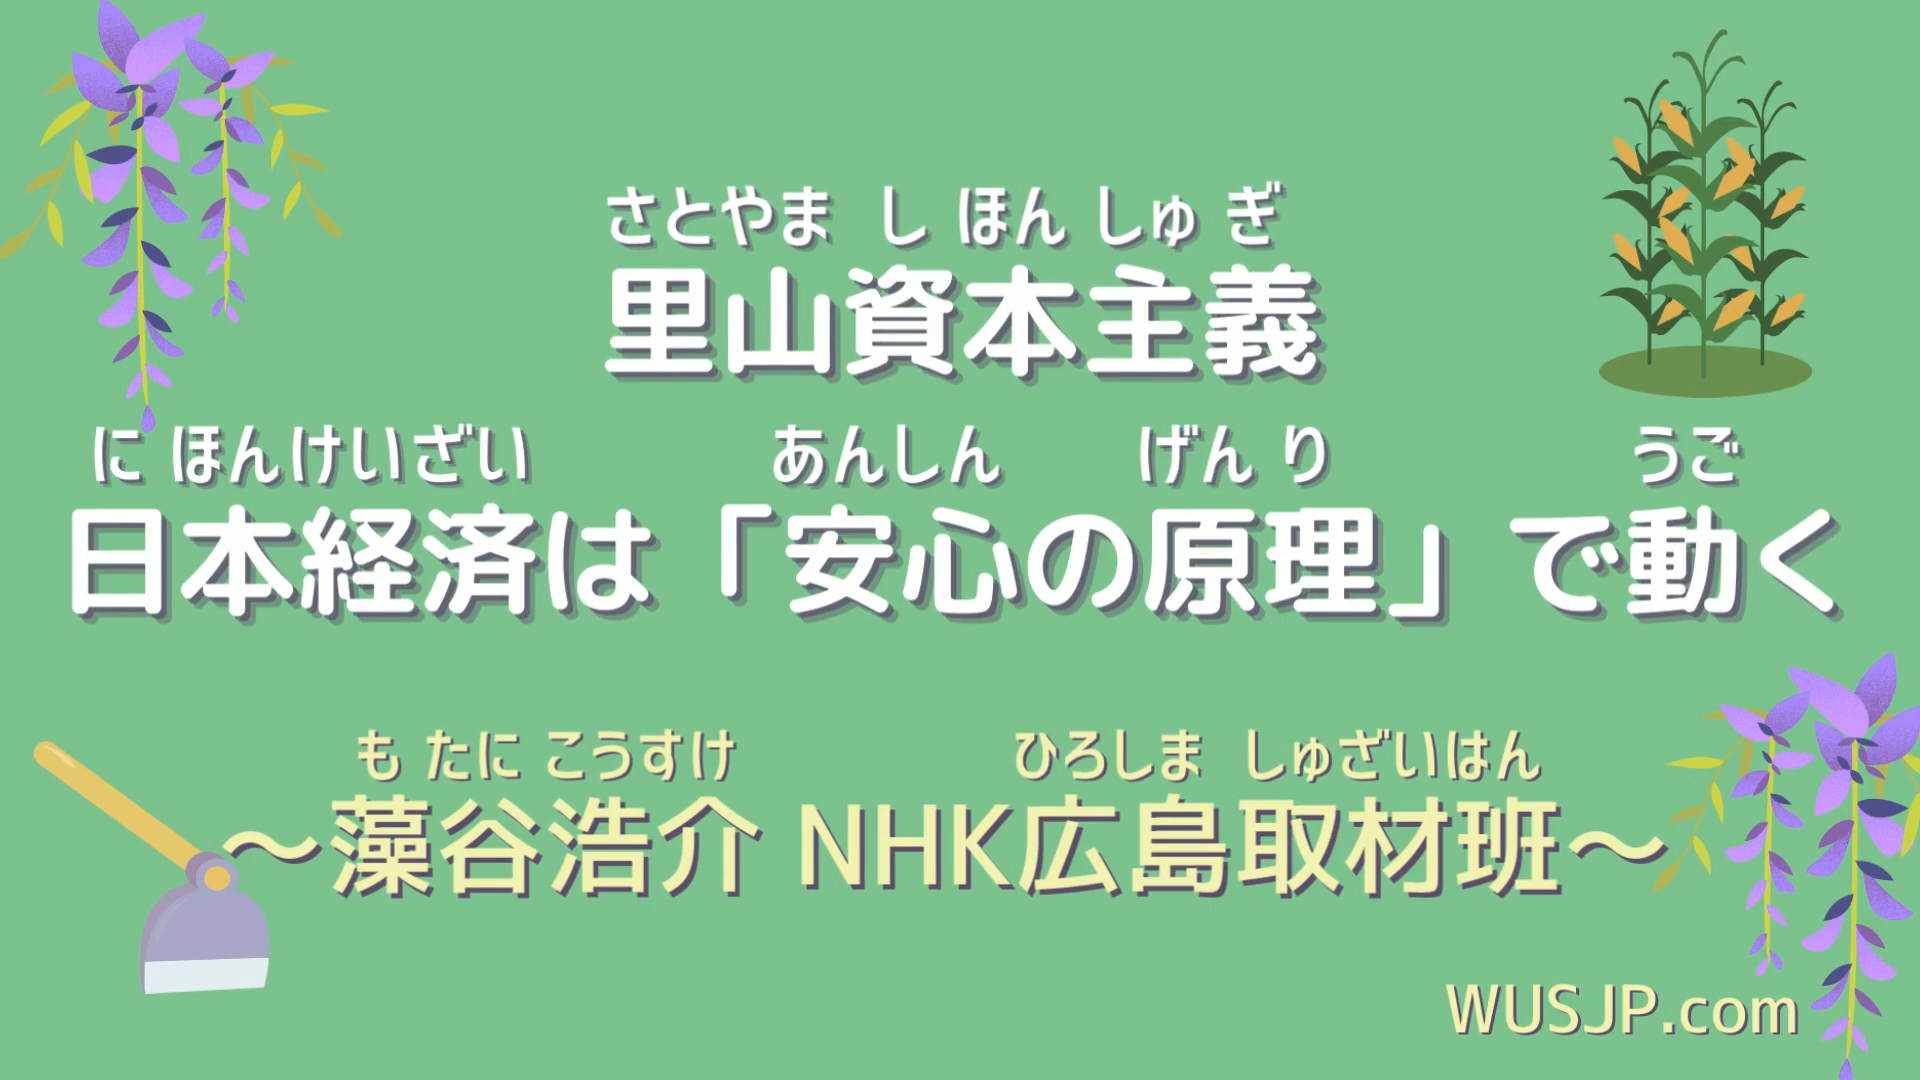 さとやま しほんしゅぎ
里山資本主義
にほんけいざい あんしん げんり うご
日本経済は「安心の原理」で動く
もたにこうすけ ひろしま しゅざいはん
～藻谷浩介 NHK広島取材班～
WUSJP.com